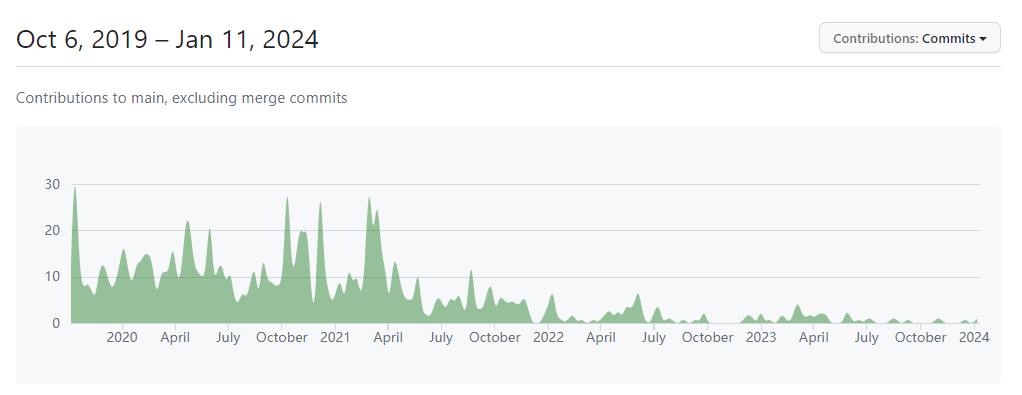 Oct 6, 2019 – Jan 11, 2024
Contributions: Commits
Contributions to main, excluding merge commits
30
20
10
0
2020 April July October 2021 April July October 2022 April July October 2023 April July October 2024